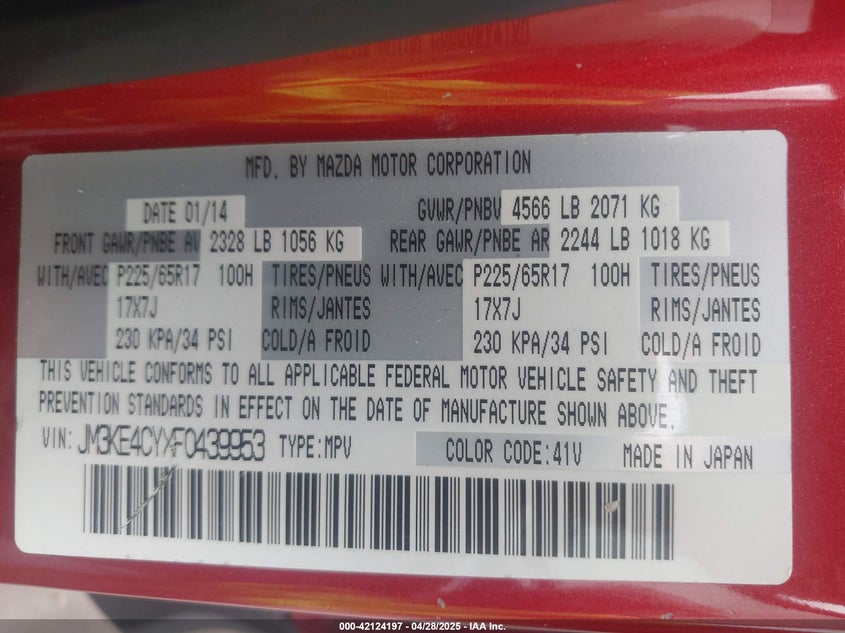 MFD. BY MAZDA MOTOR CORPORATION
DATE 01/14 GVWR/PNBV 4566 LB 2071 KG
FRONT GAWR/PNBE AV 2328 LB 1056 KG REAR GAWR/PNBE AR 2244 LB 1018 KG
WITH/AVEC P225/65R17 100H TIRES/PNEUS WITH/AVEC P225/65R17 100H TIRES/PNEUS
17X7J RIMS/JANTES 17X7J RIMS/JANTES
230 KPA/34 PSI COLD/A FROID 230 KPA/34 PSI COLD/A FROID
THIS VEHICLE CONFORMS TO ALL APPLICABLE FEDERAL MOTOR VEHICLE SAFETY AND THEFT
PREVENTION STANDARDS IN EFFECT ON THE DATE OF MANUFACTURE SHOWN ABOVE.
VIN: JM3KE4CYXF0439953 TYPE:MPV COLOR CODE:41V MADE IN JAPAN
000-42124197 - 04/28/2025 - IAA Inc.